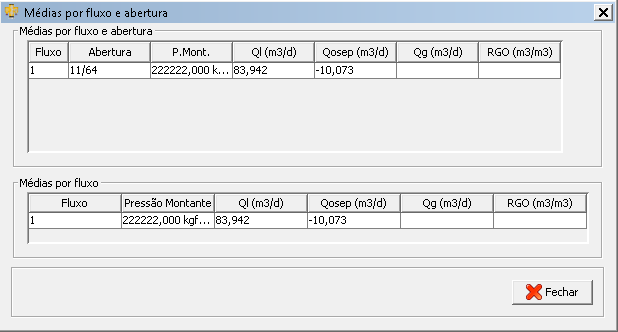 Médias por fluxo e abertura
Médias por fluxo e abertura
Fluxo Abertura P.Mont. Ql (m3/d) Qosep (m3/d) Qg (m3/d) RGO (m3/m3)
1 11/64 222222,000 k... 83,942 -10,073
Médias por fluxo
Fluxo Pressão Montante Ql (m3/d) Qosep (m3/d) Qg (m3/d) RGO (m3/m3)
1 222222,000 kgf... 83,942 -10,073
Fechar